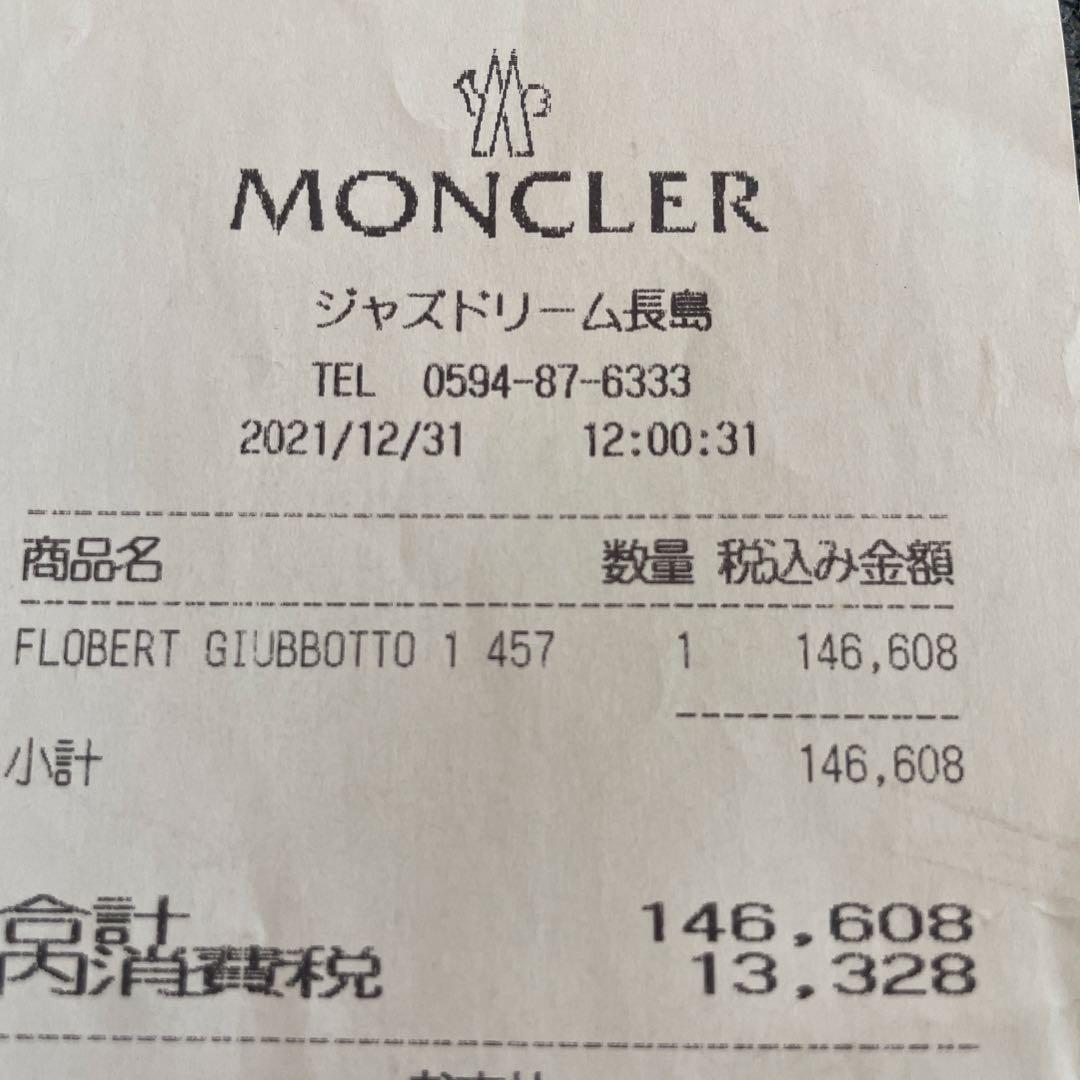 MONCLER
ジャズドリーム長島
TEL 0594-87-6333
2021/12/31 12:00:31
商品名 数量 税込み金額
FLOBERT GIUBBOTTO 1 457 1 146,608
小計 146,608
合計 146,608
内消費税 13,328